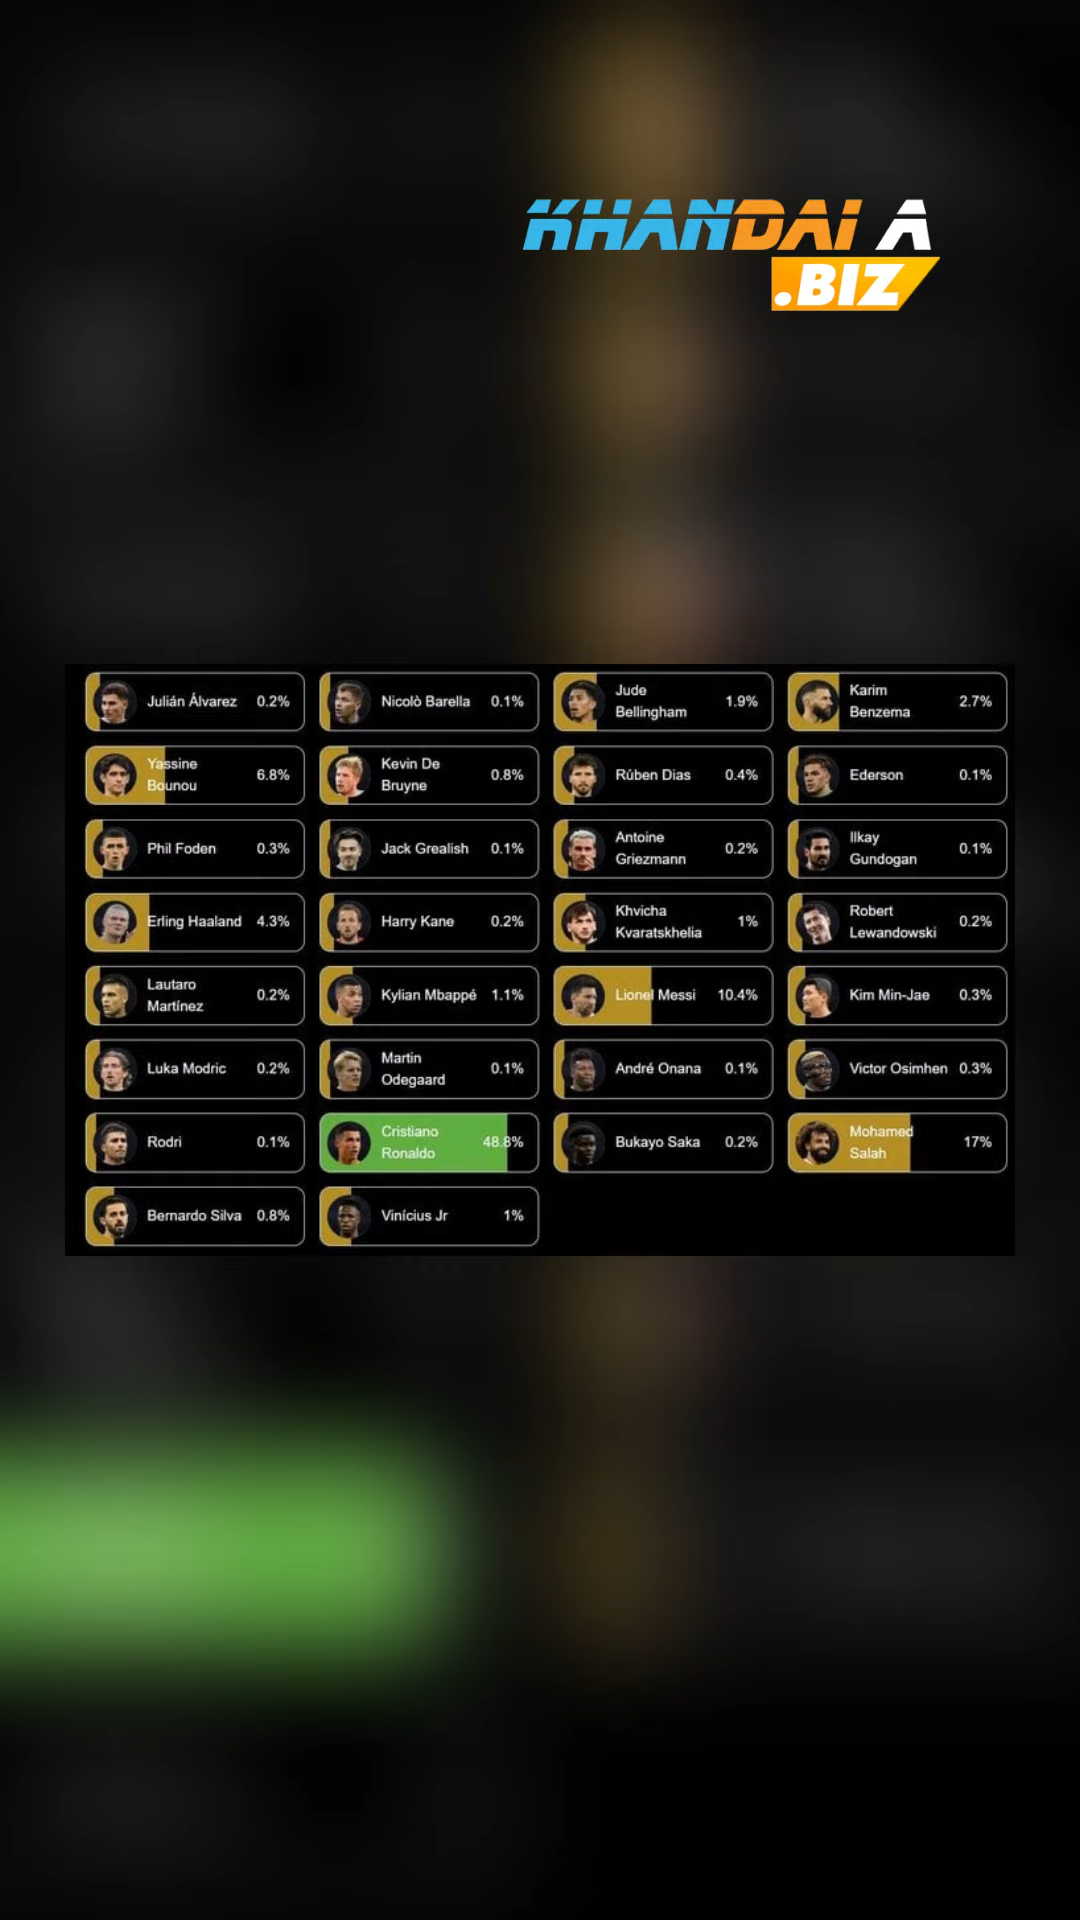 KHANDAI A
.BIZ
Julián Álvarez 0.2%
Nicolò Barella 0.1%
Jude
Bellingham 1.9%
Karim
Benzema 2.7%
Yassine
Bounou 6.8%
Kevin De
Bruyne 0.8%
Rúben Dias 0.4%
Ederson 0.1%
Phil Foden 0.3%
Jack Grealish 0.1%
Antoine
Griezmann 0.2%
Ilkay
Gundogan 0.1%
Erling Haaland 4.3%
Harry Kane 0.2%
Khvicha
Kvaratskhelia 1%
Robert
Lewandowski 0.2%
Lautaro
Martínez 0.2%
Kylian Mbappé 1.1%
Lionel Messi 10.4%
Kim Min-Jae 0.3%
Luka Modric 0.2%
Martin
Odegaard 0.1%
André Onana 0.1%
Victor Osimhen 0.3%
Rodri 0.1%
Cristiano
Ronaldo 48.8%
Bukayo Saka 0.2%
Mohamed
Salah 17%
Bernardo Silva 0.8%
Vinícius Jr 1%